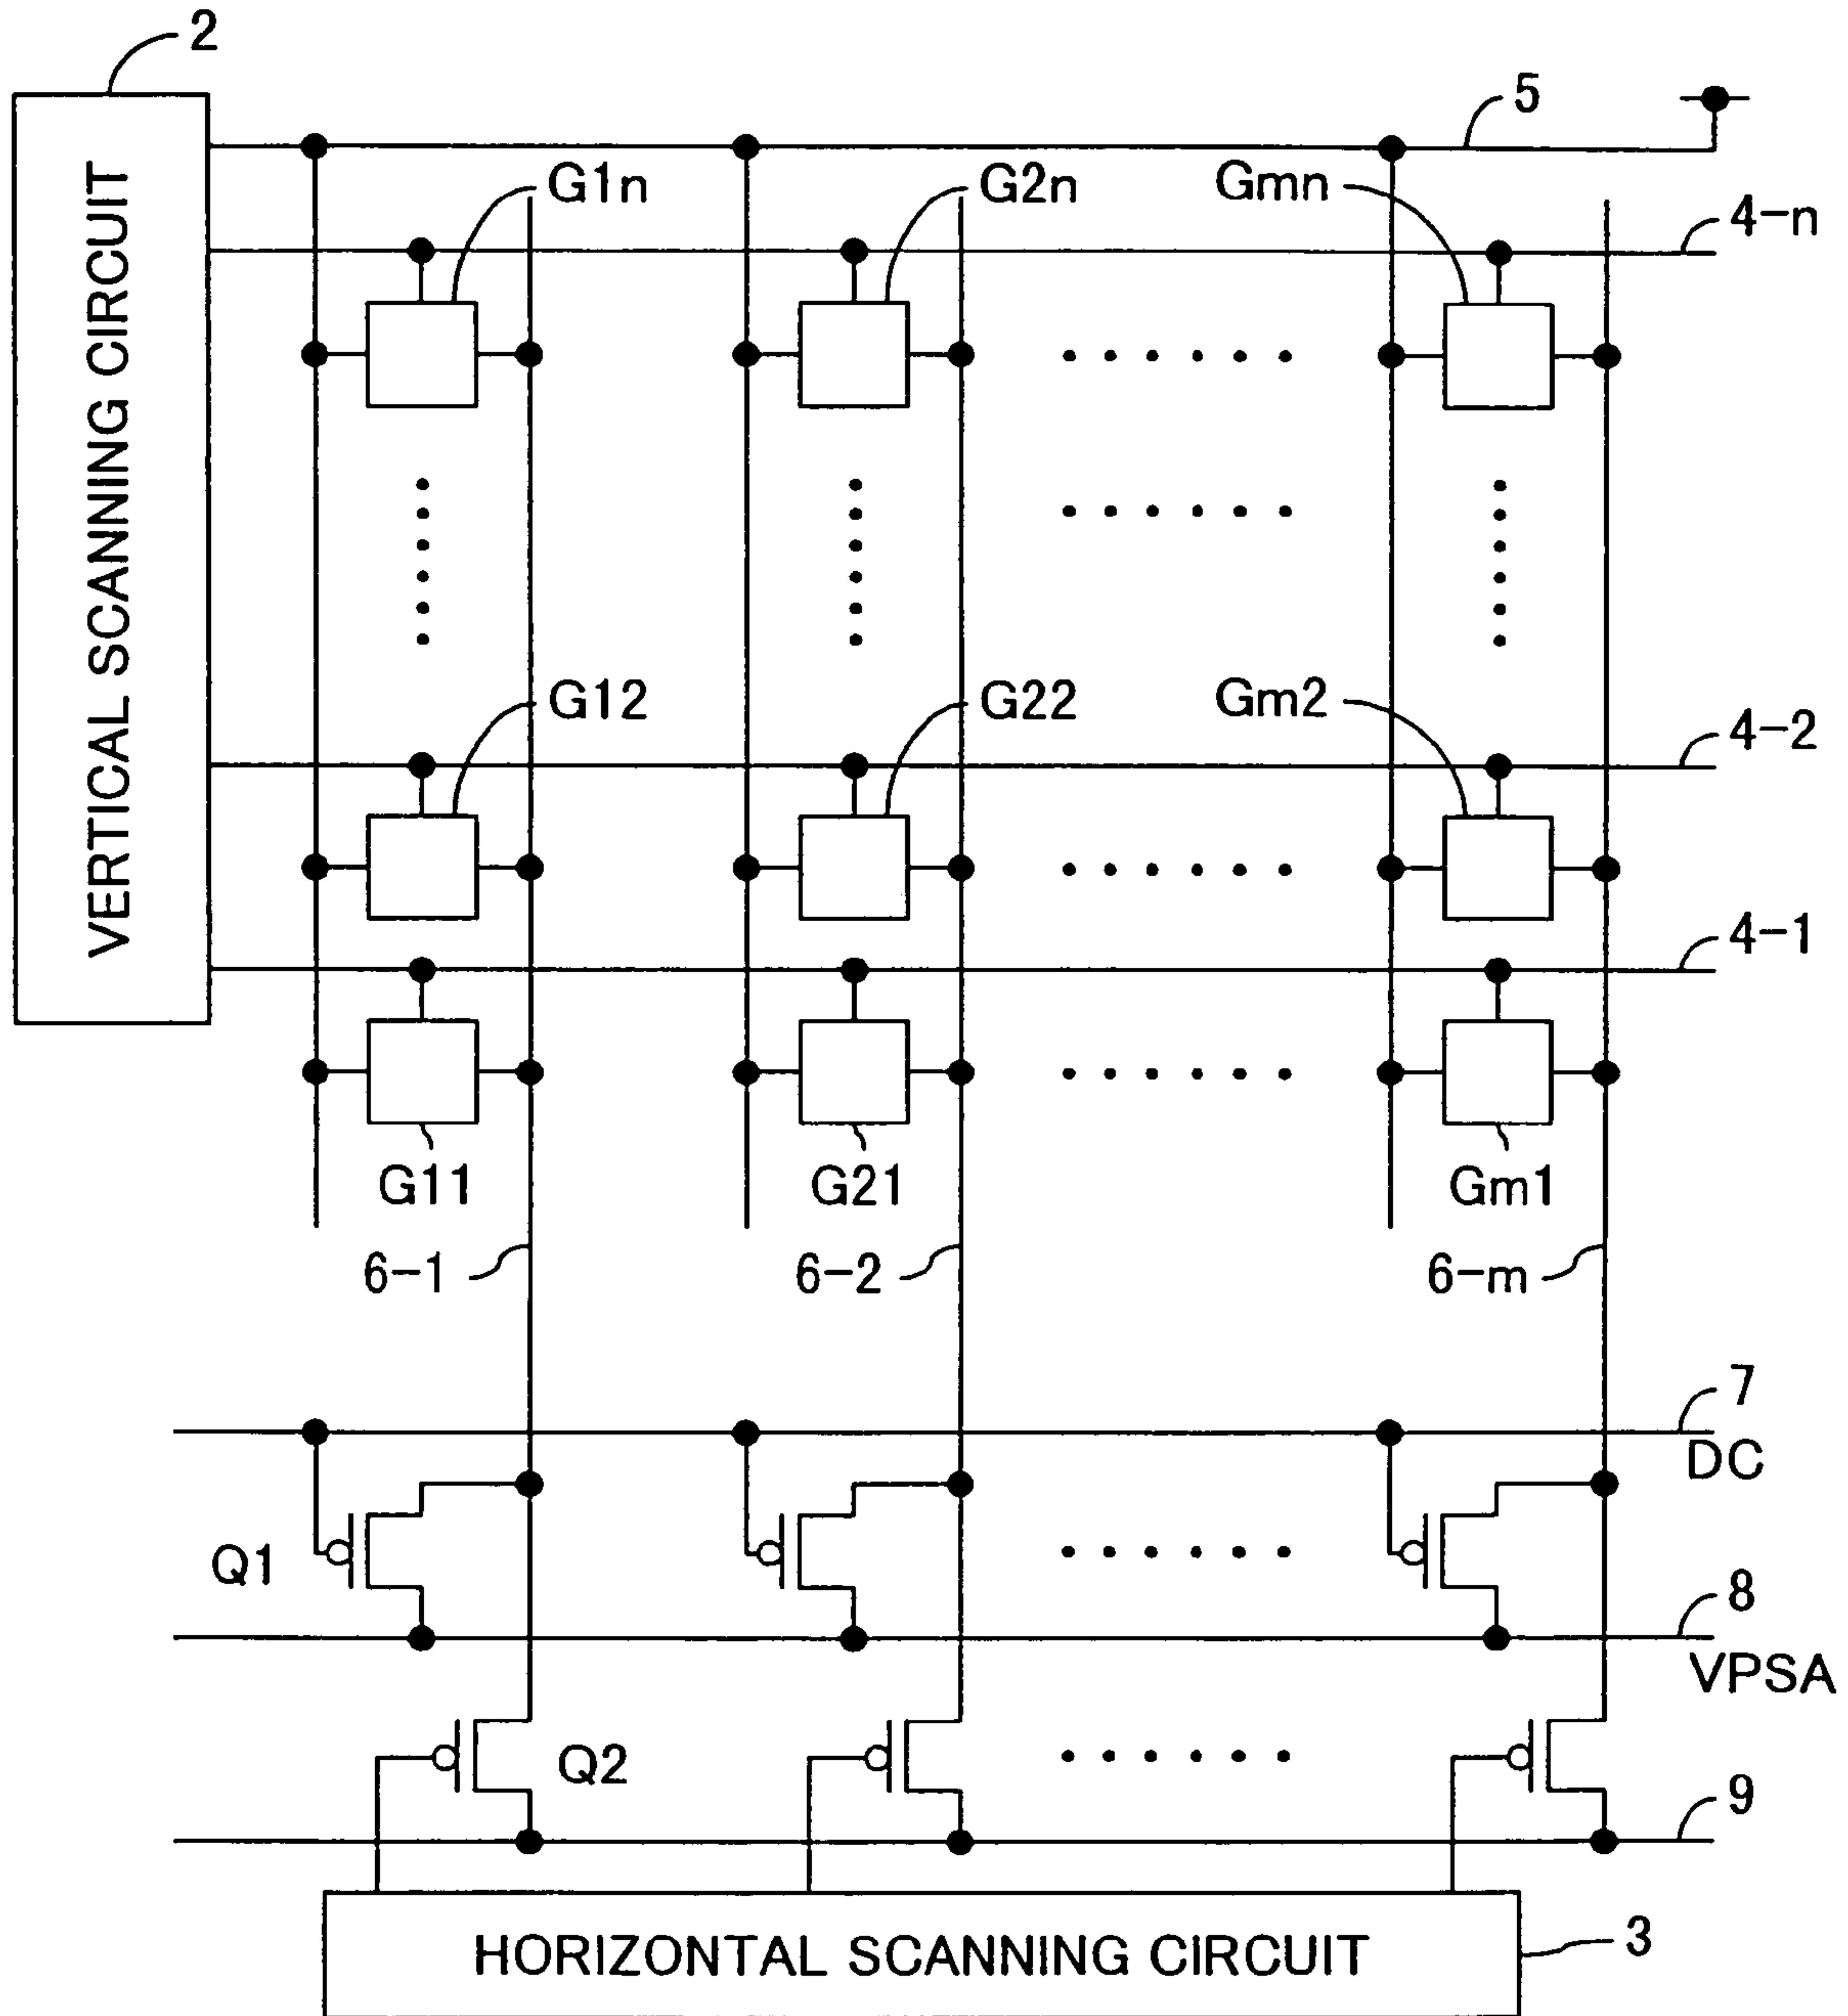 2
5
G1n
G2n
Gmn
4-n
VERTICAL SCANNING CIRCUIT
G12
G22
Gm2
4-2
4-1
G11
G21
Gm1
6-1
6-2
6-m
7
DC
Q1
8
VPSA
Q2
9
HORIZONTAL SCANNING CIRCUIT
3